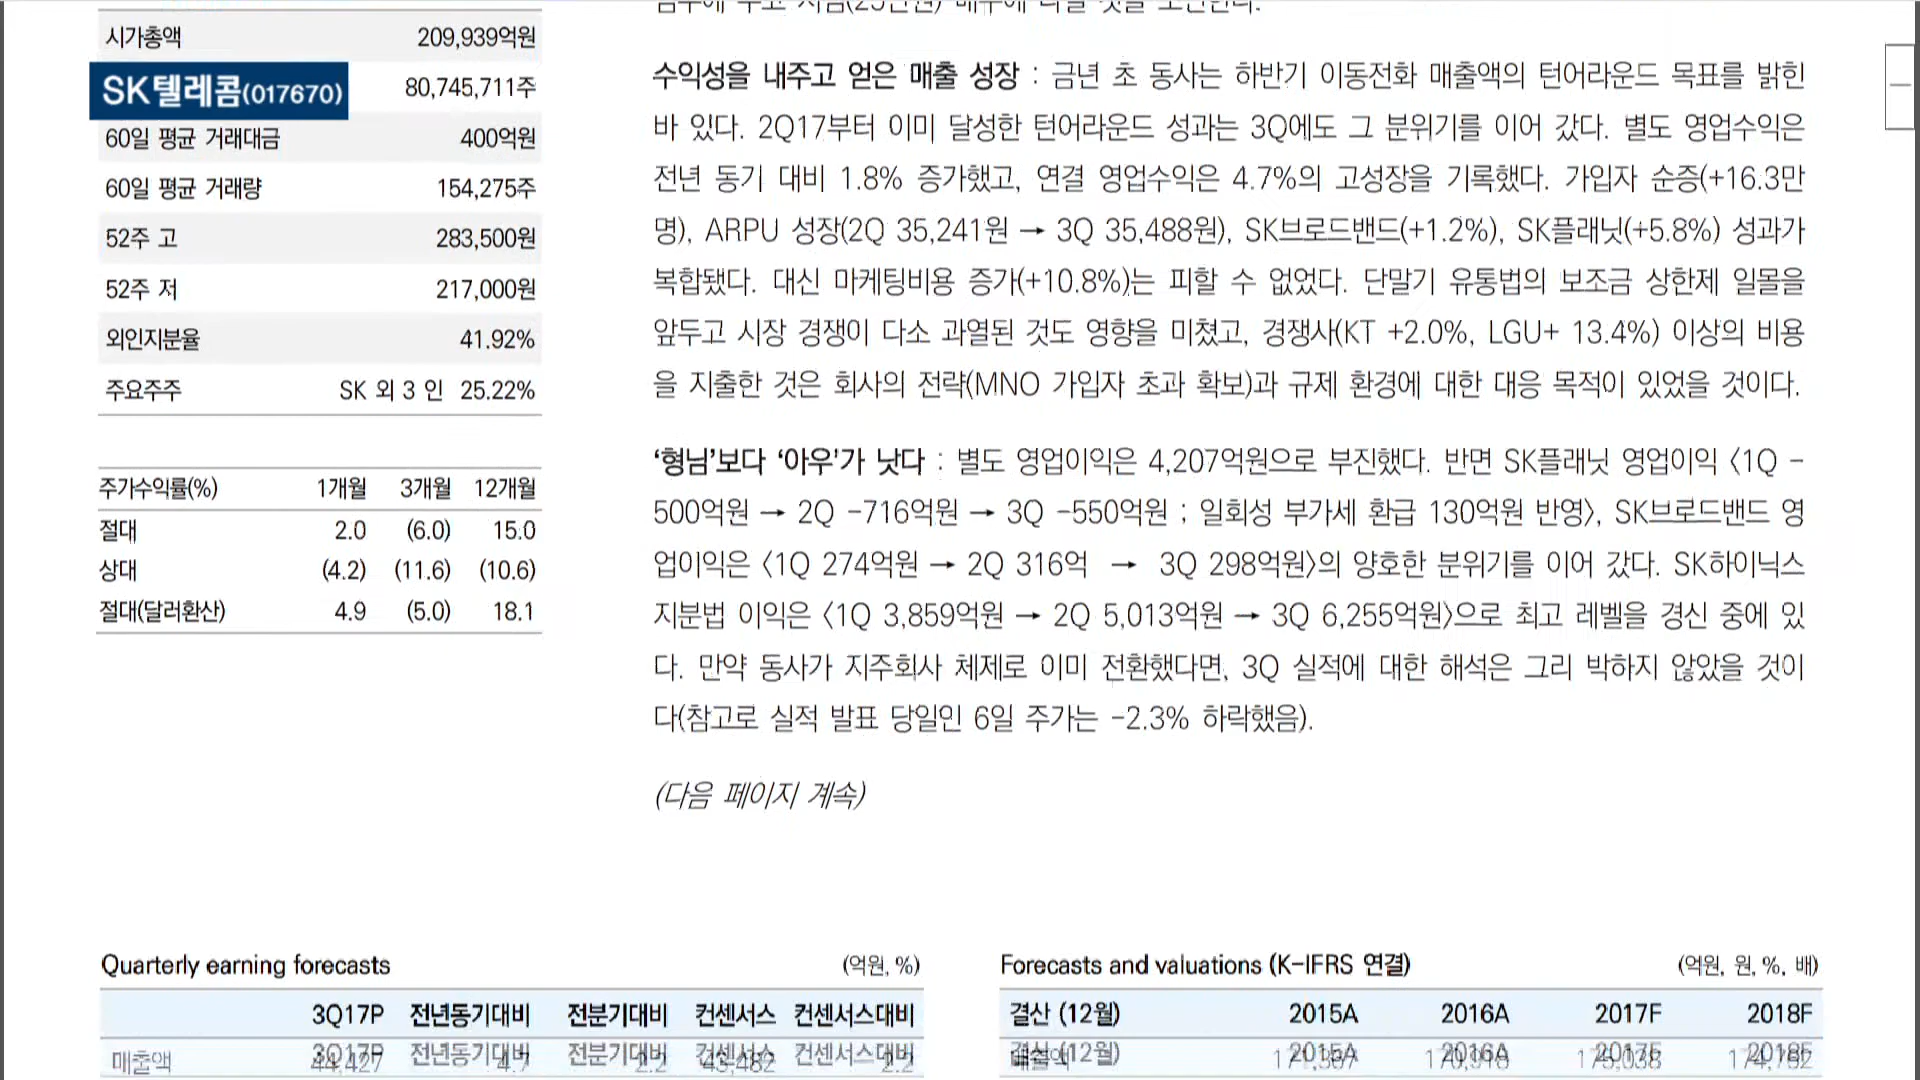 시가총액 209,939억원
SK텔레콤(017670) 80,745,711주
60일 평균 거래대금 400억원
60일 평균 거래량 154,275주
52주 고 283,500원
52주 저 217,000원
외인지분율 41.92%
주요주주 SK 외 3 인 25.22%
주가수익률(%) 1개월 3개월 12개월
절대 2.0 (6.0) 15.0
상대 (4.2) (11.6) (10.6)
절대(달러환산) 4.9 (5.0) 18.1
수익성을 내주고 얻은 매출 성장 : 금년 초 동사는 하반기 이동전화 매출액의 턴어라운드 목표를 밝힌
바 있다. 2Q17부터 이미 달성한 턴어라운드 성과는 3Q에도 그 분위기를 이어 갔다. 별도 영업수익은
전년 동기 대비 1.8% 증가했고, 연결 영업수익은 4.7%의 고성장을 기록했다. 가입자 순증(+16.3만
명), ARPU 성장(2Q 35,241원 → 3Q 35,488원), SK브로드밴드(+1.2%), SK플래닛(+5.8%) 성과가
복합됐다. 대신 마케팅비용 증가(+10.8%)는 피할 수 없었다. 단말기 유통법의 보조금 상한제 일몰을
앞두고 시장 경쟁이 다소 과열된 것도 영향을 미쳤고, 경쟁사(KT +2.0%, LGU+ 13.4%) 이상의 비용
을 지출한 것은 회사의 전략(MNO 가입자 초과 확보)과 규제 환경에 대한 대응 목적이 있었을 것이다.
‘형님’보다 ‘아우’가 낫다 : 별도 영업이익은 4,207억원으로 부진했다. 반면 SK플래닛 영업이익 〈1Q -
500억원 → 2Q -716억원 → 3Q -550억원 ; 일회성 부가세 환급 130억원 반영〉, SK브로드밴드 영
업이익은 〈1Q 274억원 → 2Q 316억 → 3Q 298억원〉의 양호한 분위기를 이어 갔다. SK하이닉스
지분법 이익은 〈1Q 3,859억원 → 2Q 5,013억원 → 3Q 6,255억원〉으로 최고 레벨을 경신 중에 있
다. 만약 동사가 지주회사 체제로 이미 전환했다면, 3Q 실적에 대한 해석은 그리 박하지 않았을 것이
다(참고로 실적 발표 당일인 6일 주가는 -2.3% 하락했음).
(다음 페이지 계속)
Quarterly earning forecasts (억원, %)
3Q17P 전년동기대비 전분기대비 컨센서스 컨센서스대비
매출액
Forecasts and valuations (K-IFRS 연결) (억원, 원, %, 배)
결산 (12월) 2015A 2016A 2017F 2018F